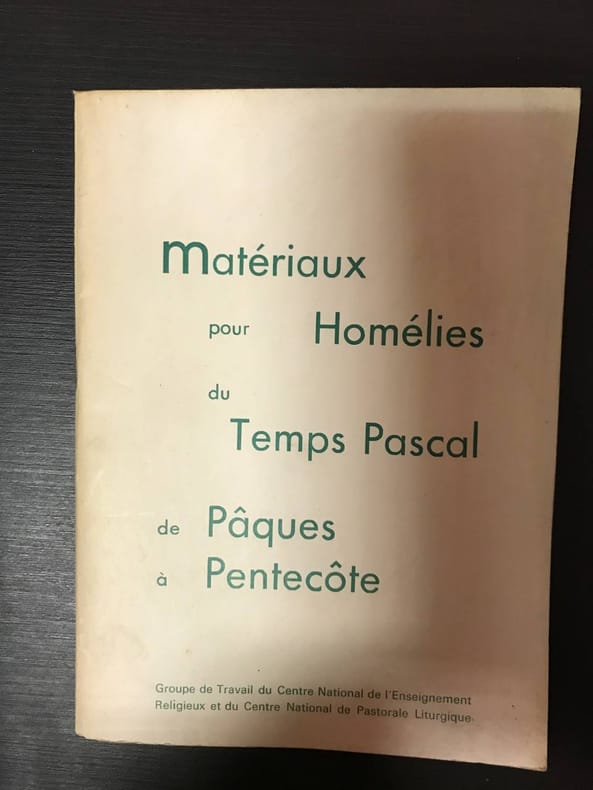 matériaux
pour Homélies
du
Temps Pascal
de Pâques
à Pentecôte
Groupe de Travail du Centre National de l'Enseignement
Religieux et du Centre National de Pastorale Liturgique.